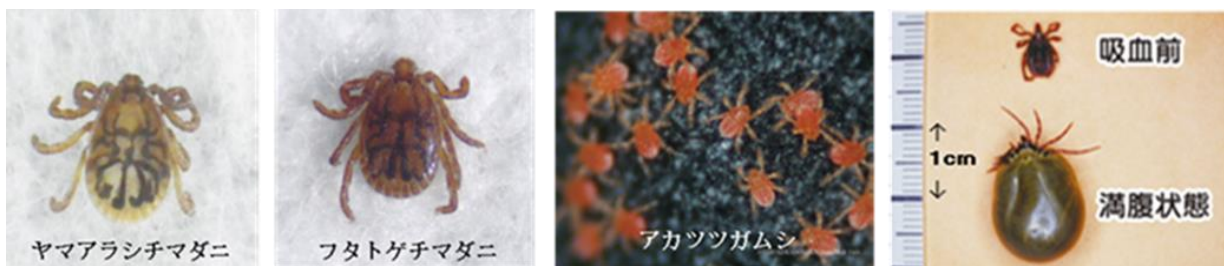 ヤマアラシチマダニ
フタトゲチマダニ
アカツツガムシ
吸血前
1cm
満腹状態